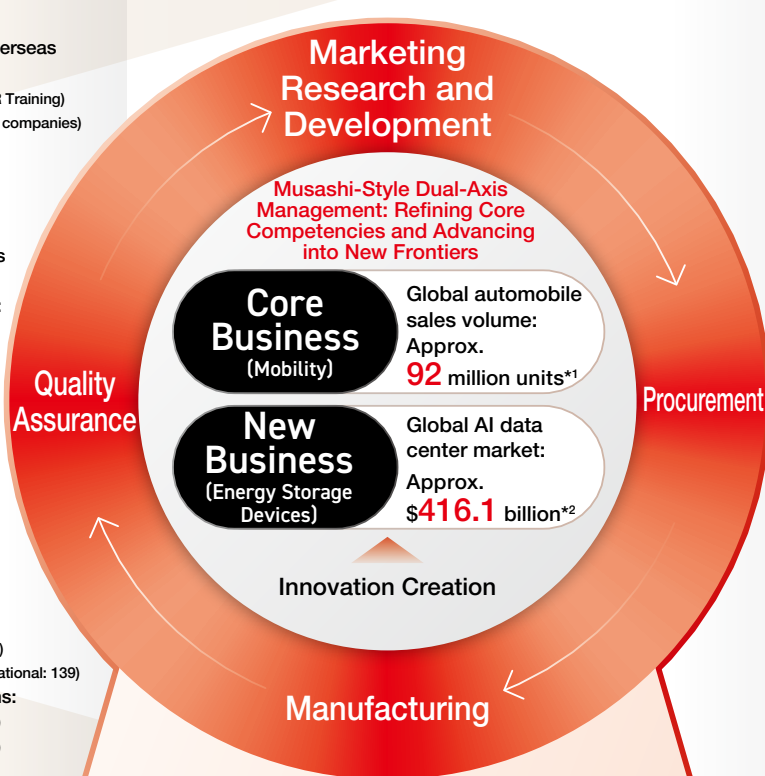 erseas
Training)
companies)
s
:
Marketing
Research and
Development
Musashi-Style Dual-Axis
Management: Refining Core
Competencies and Advancing
into New Frontiers
Core
Business
(Mobility)
Global automobile
sales volume:
Approx.
92 million units*1
Quality
Assurance
Procurement
New
Business
(Energy Storage
Devices)
Global AI data
center market:
Approx.
$416.1 billion*2
Innovation Creation
Manufacturing
)
ational: 139)
ns:
)
)